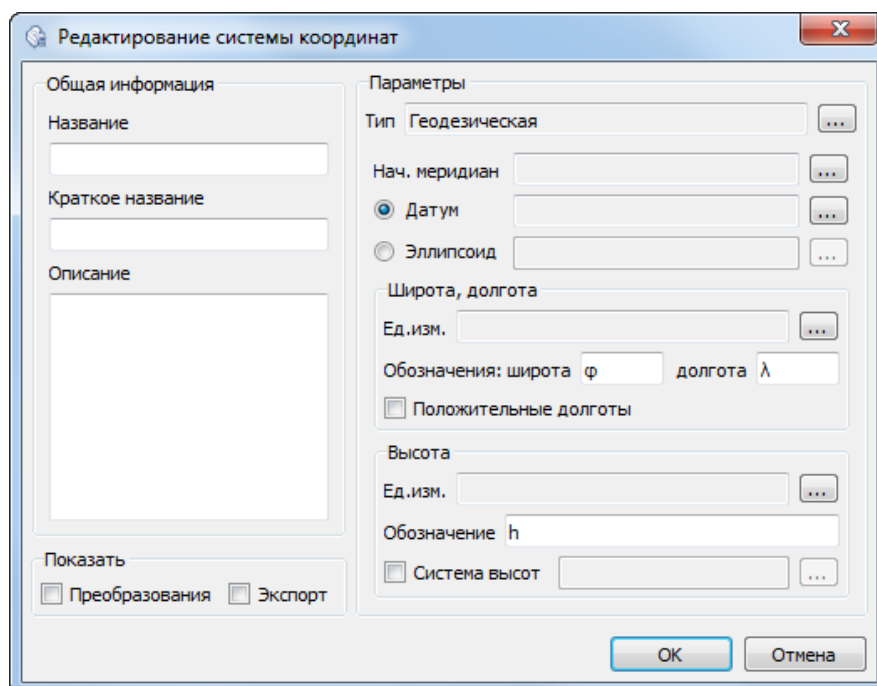 Редактирование системы координат
Общая информация
Название
Краткое название
Описание
Показать
Преобразования Экспорт
Параметры
Тип Геодезическая ...
Нач. меридиан ...
Датум ...
Эллипсоид ...
Широта, долгота
Ед.изм. ...
Обозначения: широта φ долгота λ
Положительные долготы
Высота
Ед.изм. ...
Обозначение h
Система высот ...
OK Отмена